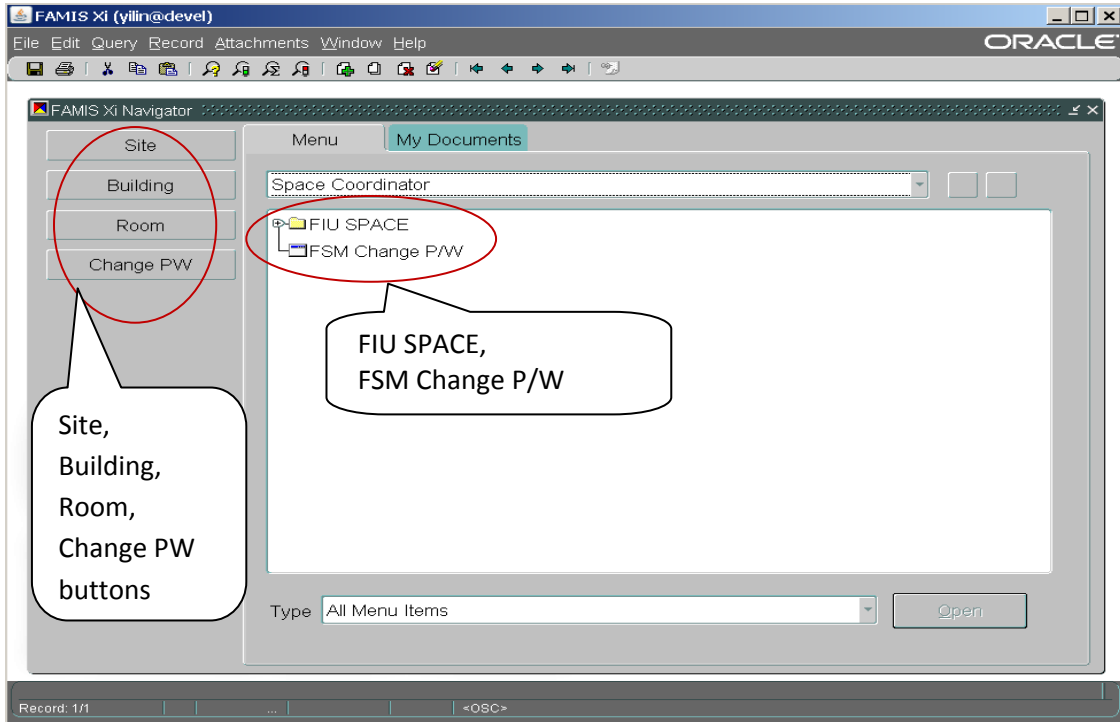 FAMIS Xi (yilin@devel)
File Edit Query Record Attachments Window Help
ORACLE
FAMIS Xi Navigator
Site
Building
Room
Change PW
Menu
My Documents
Space Coordinator
FIU SPACE
FSM Change P/W
FIU SPACE,
FSM Change P/W
Site,
Building,
Room,
Change PW
buttons
Type All Menu Items
Open
Record: 1/1 ... <OSC>